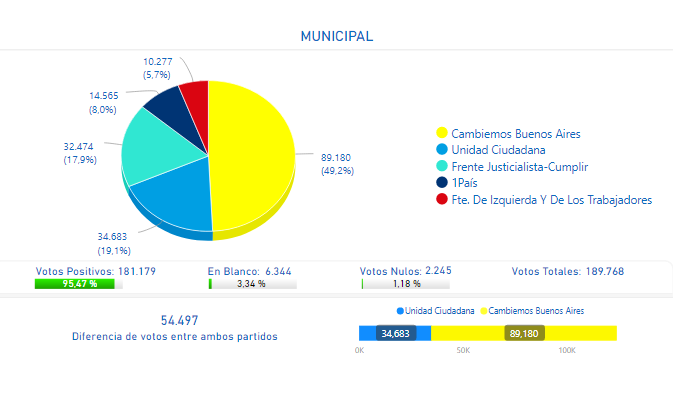 MUNICIPAL
10.277
(5,7%)
14.565
(8,0%)
32.474
(17,9%)
34.683
(19,1%)
89.180
(49,2%)
Cambiemos Buenos Aires
Unidad Ciudadana
Frente Justicialista-Cumplir
1País
Fte. De Izquierda Y De Los Trabajadores
Votos Positivos: 181.179
95,47 %
En Blanco: 6.344
3,34 %
Votos Nulos: 2.245
1,18 %
Votos Totales: 189.768
54.497
Diferencia de votos entre ambos partidos
Unidad Ciudadana Cambiemos Buenos Aires
34,683 89,180
0K 50K 100K